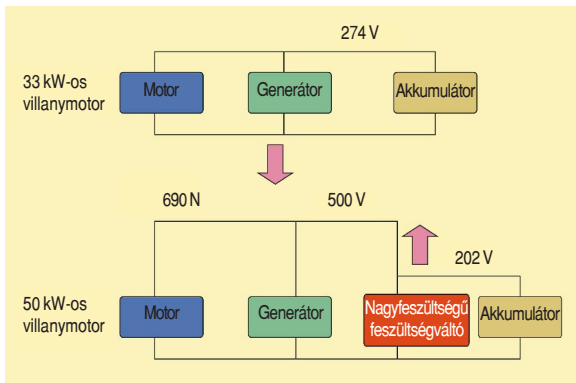 274 V
33 kW-os
villanymotor
Motor
Generátor
Akkumulátor
690 N
500 V
202 V
50 kW-os
villanymotor
Motor
Generátor
Nagyfeszültségű
feszültségváltó
Akkumulátor